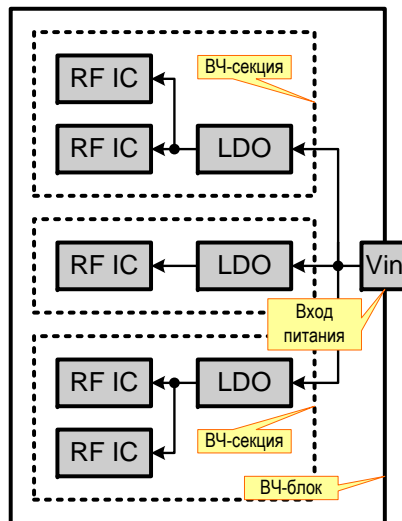 ВЧ-секция
RF IC
RF IC
LDO
RF IC
LDO
Vin
Вход
питания
RF IC
LDO
ВЧ-секция
RF IC
ВЧ-блок